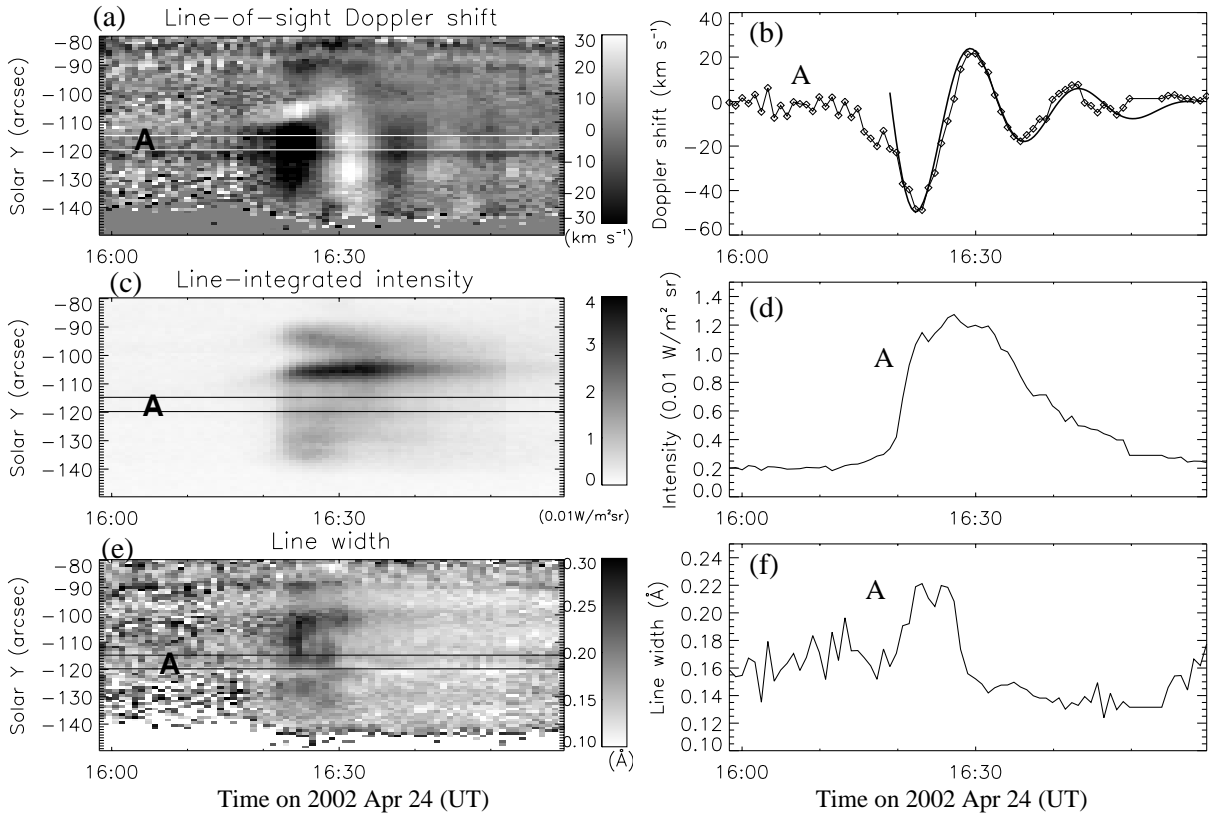 (a)
Line-of-sight Doppler shift
Solar Y (arcsec)
-80
-90
-100
-110
-120
-130
-140
A
16:00
16:30
30
20
10
0
-10
-20
30
(km s⁻¹)
(b)
A
Doppler shift (km s⁻¹)
40
20
0
-20
-40
-60
16:00
16:30
(c)
Line-integrated intensity
Solar Y (arcsec)
-80
-90
-100
-110
-120
-130
-140
A
16:00
16:30
4
3
2
1
0
(0.01W/m²sr)
(d)
A
Intensity (0.01 W/m² sr)
1.4
1.2
1.0
0.8
0.6
0.4
0.2
0.0
16:00
16:30
(e)
Line width
Solar Y (arcsec)
-80
-90
-100
-110
-120
-130
-140
A
16:00
16:30
0.30
0.25
0.20
0.15
0.10
(Å)
Time on 2002 Apr 24 (UT)
(f)
A
Line width (Å)
0.24
0.22
0.20
0.18
0.16
0.14
0.12
0.10
16:00
16:30
Time on 2002 Apr 24 (UT)